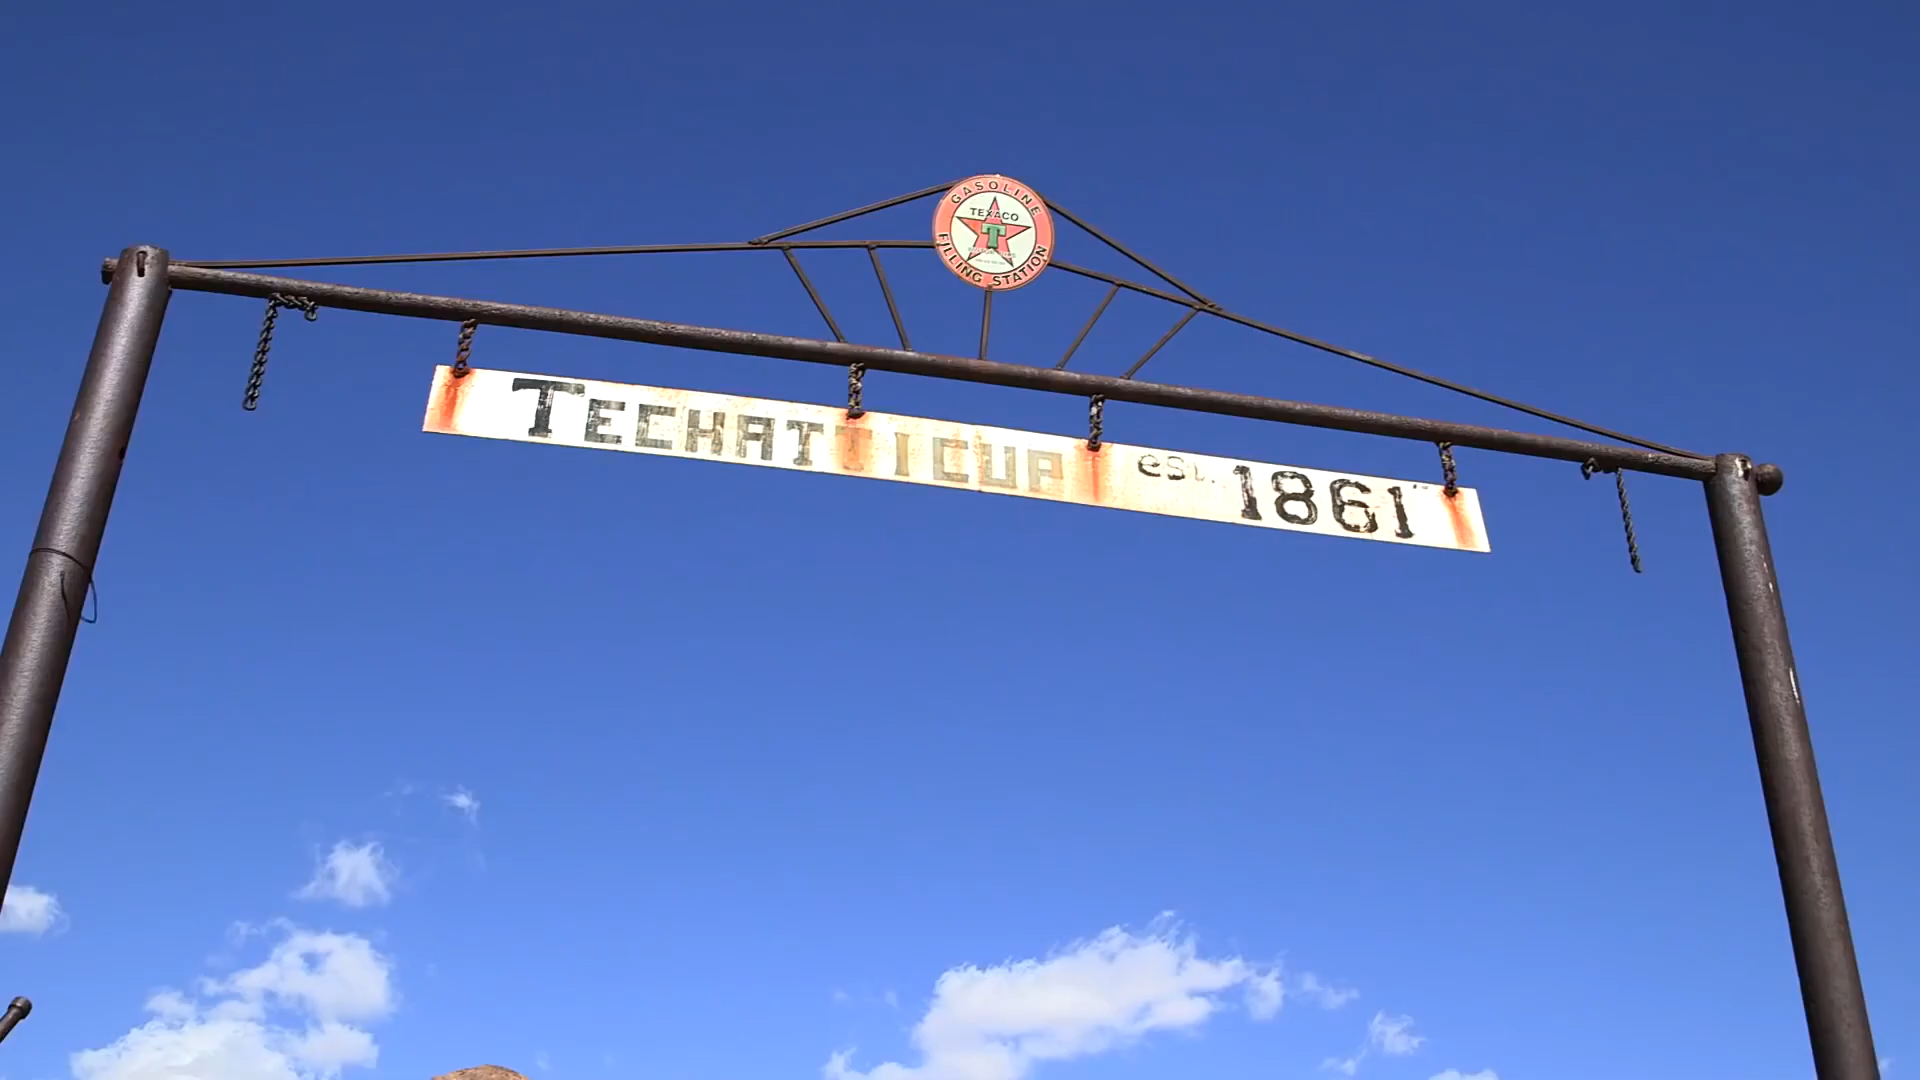 GASOLINE
TEXACO
T
FILLING STATION
TECHATTICUP est. 1861